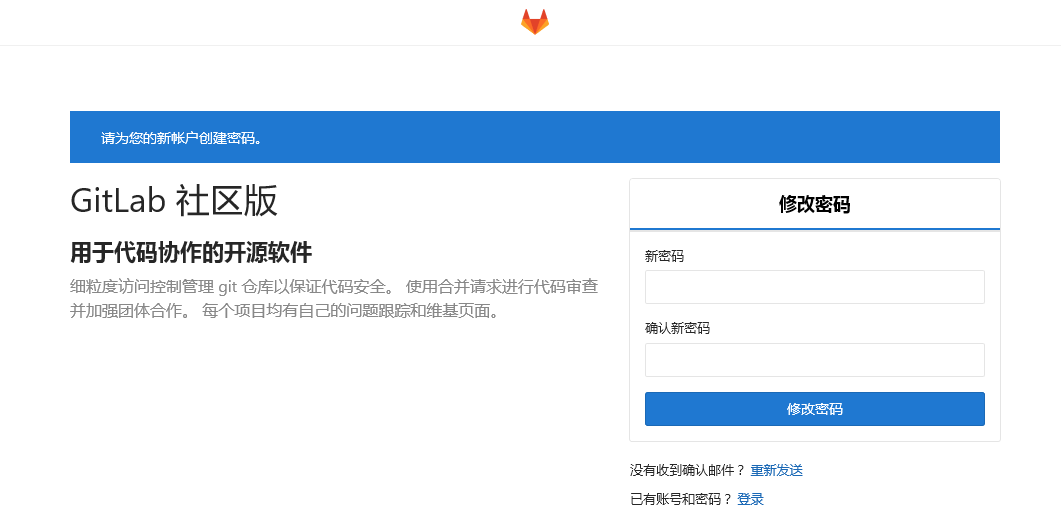 请为您的新帐户创建密码。
GitLab 社区版
用于代码协作的开源软件
细粒度访问控制管理 git 仓库以保证代码安全。 使用合并请求进行代码审查
并加强团体合作。 每个项目均有自己的问题跟踪和维基页面。
修改密码
新密码
确认新密码
修改密码
没有收到确认邮件？ 重新发送
已有账号和密码？ 登录